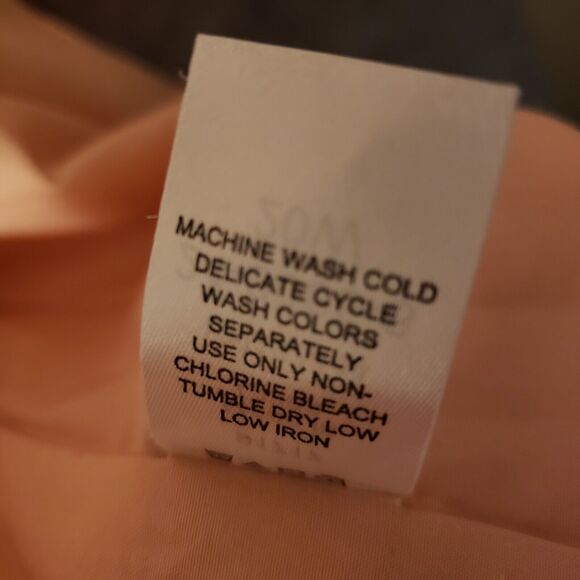 MACHINE WASH COLD
DELICATE CYCLE
WASH COLORS
SEPARATELY
USE ONLY NON-
CHLORINE BLEACH
TUMBLE DRY LOW
LOW IRON